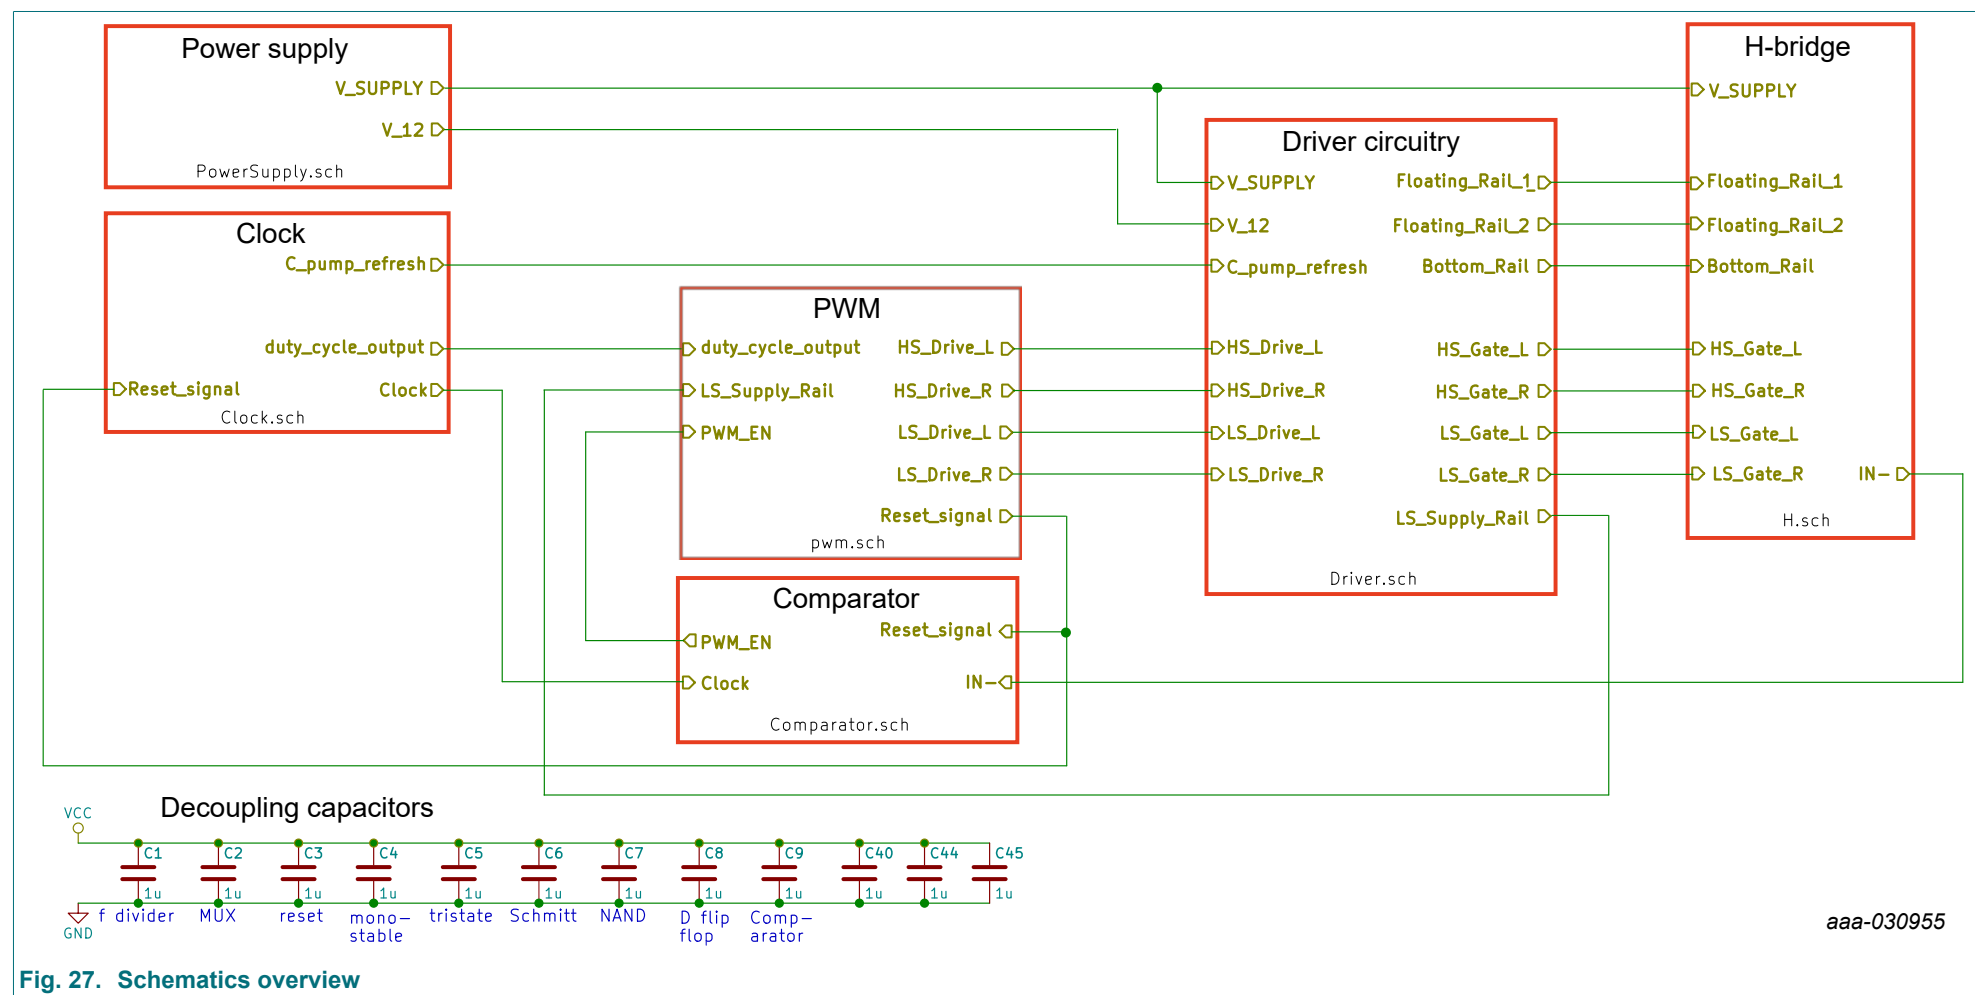 Power supply
V_SUPPLY
V_12
PowerSupply.sch
Clock
C_pump_refresh
duty_cycle_output
Reset_signal
Clock
Clock.sch
PWM
duty_cycle_output
HS_Drive_L
LS_Supply_Rail
HS_Drive_R
PWM_EN
LS_Drive_L
LS_Drive_R
Reset_signal
pwm.sch
Comparator
Reset_signal
PWM_EN
Clock
IN-
Comparator.sch
Driver circuitry
V_SUPPLY
Floating_Rail_1
V_12
Floating_Rail_2
C_pump_refresh
Bottom_Rail
HS_Drive_L
HS_Gate_L
HS_Drive_R
HS_Gate_R
LS_Drive_L
LS_Gate_L
LS_Drive_R
LS_Gate_R
LS_Supply_Rail
Driver.sch
H-bridge
V_SUPPLY
Floating_Rail_1
Floating_Rail_2
Bottom_Rail
HS_Gate_L
HS_Gate_R
LS_Gate_L
LS_Gate_R
IN-
H.sch
Decoupling capacitors
VCC
C1 C2 C3 C4 C5 C6 C7 C8 C9 C40 C44 C45
1u 1u 1u 1u 1u 1u 1u 1u 1u 1u 1u 1u
GND
f divider
MUX
reset
mono-
stable
tristate
Schmitt
NAND
D flip
flop
Comp-
arator
aaa-030955
Fig. 27. Schematics overview